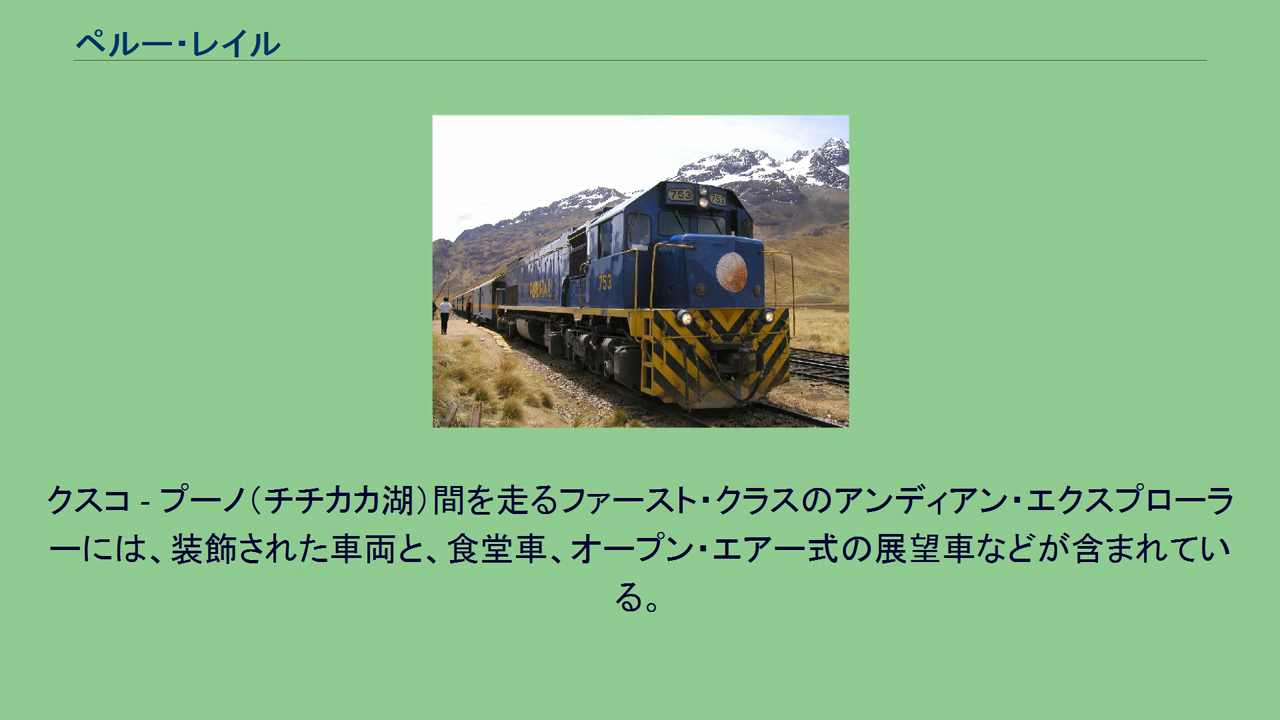 ペルー・レイル
753
753
753
クスコ - プーノ（チチカカ湖）間を走るファースト・クラスのアンディアン・エクスプローラ
ーには、装飾された車両と、食堂車、オープン・エアー式の展望車などが含まれてい
る。